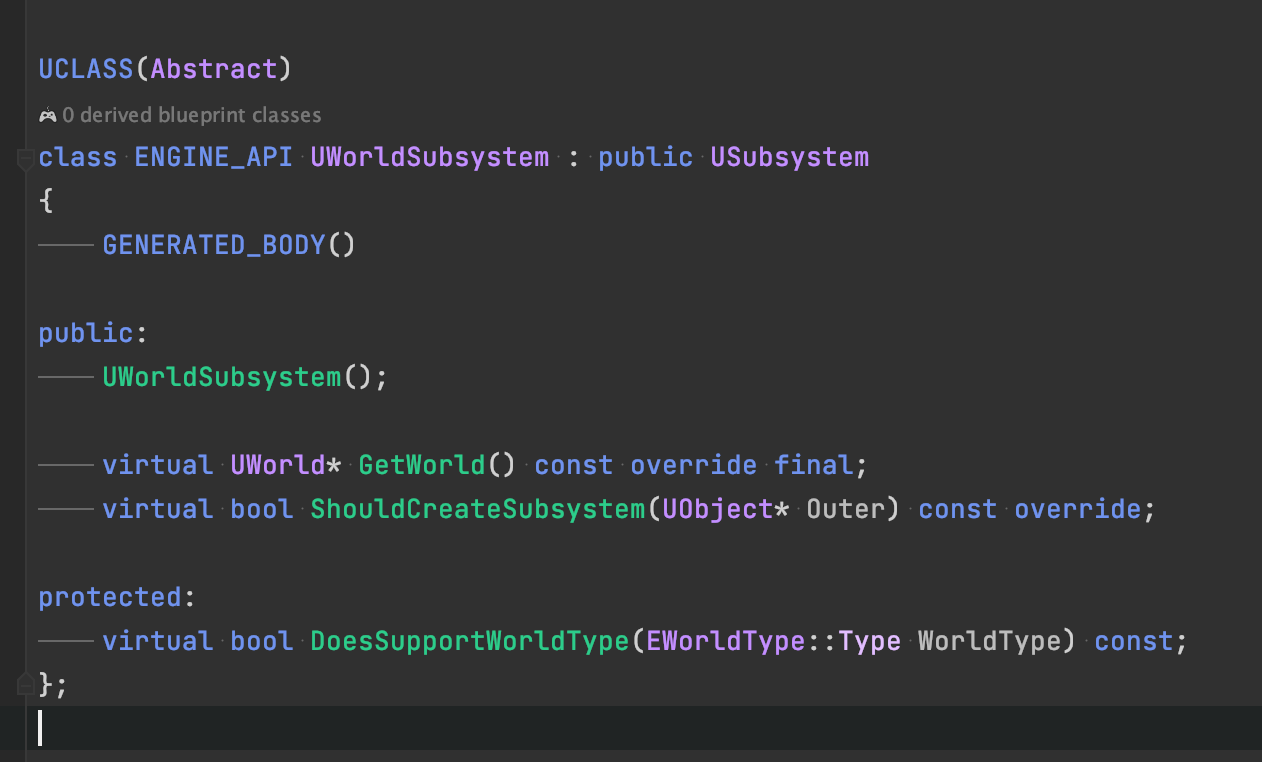 UCLASS(Abstract)
0 derived blueprint classes
class ENGINE_API UWorldSubsystem : public USubsystem
{
GENERATED_BODY()
public:
UWorldSubsystem();
virtual UWorld* GetWorld() const override final;
virtual bool ShouldCreateSubsystem(UObject* Outer) const override;
protected:
virtual bool DoesSupportWorldType(EWorldType::Type WorldType) const;
};